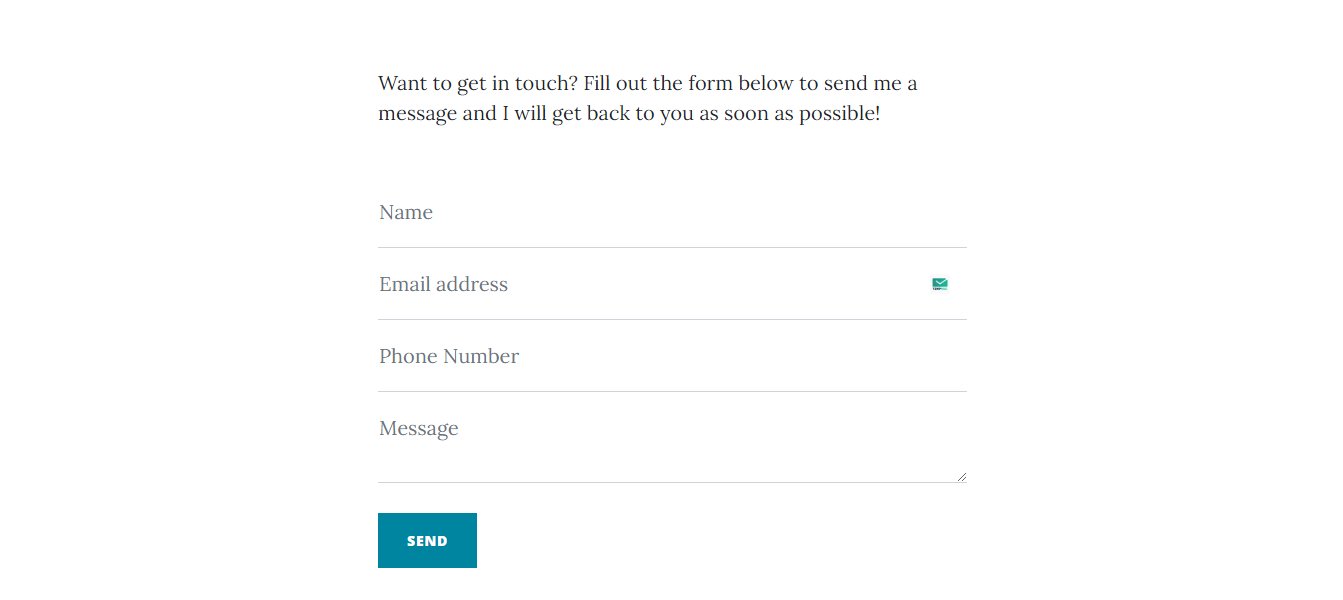 Want to get in touch? Fill out the form below to send me a
message and I will get back to you as soon as possible!
Name
Email address
Phone Number
Message
SEND